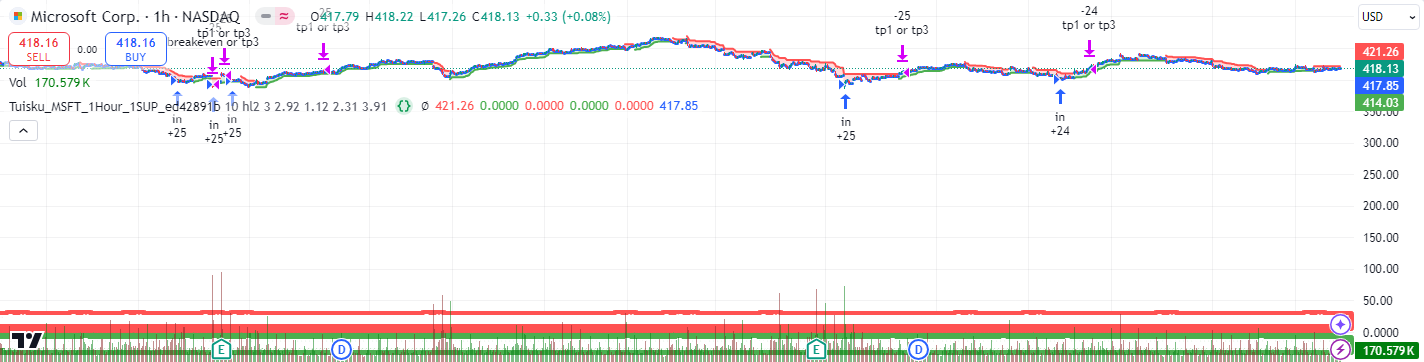 Microsoft Corp. · 1h · NASDAQ
O417.79 H418.22 L417.26 C418.13 +0.33 (+0.08%)
USD
418.16
SELL
0.00
418.16
BUY
Vol 170.579 K
Tuisku_MSFT_1Hour_1SUP_ed42891b 10 hl2 3 2.92 1.12 2.31 3.91 {} Ø 421.26 0.0000 0.0000 0.0000 0.0000 417.85
tp1 or tp3
breakeven or tp3
-25
tp1 or tp3
-25
tp1 or tp3
-24
tp1 or tp3
in
+25
in
+25
in
+25
in
+25
in
+24
421.26
418.13
417.85
414.03
350.00
300.00
250.00
200.00
150.00
100.00
50.00
0.0000
170.579 K
E
D
E
D